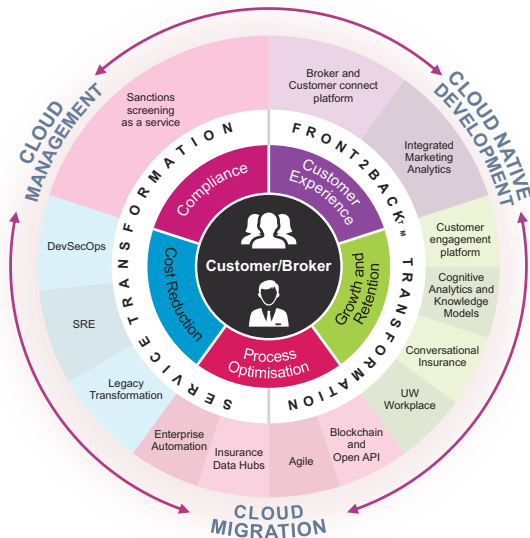 CLOUD
MANAGEMENT
CLOUD NATIVE
DEVELOPMENT
CLOUD
MIGRATION
SERVICE TRANSFORMATION
FRONT2BACK™ TRANSFORMATION
Sanctions
screening
as a service
Broker and
Customer connect
platform
Integrated
Marketing
Analytics
Customer
engagement
platform
Cognitive
Analytics and
Knowledge
Models
Conversational
Insurance
UW
Workplace
Blockchain
and
Open API
Agile
Insurance
Data Hubs
Enterprise
Automation
Legacy
Transformation
SRE
DevSecOps
Compliance
Customer
Experience
Growth and
Retention
Process
Optimisation
Cost Reduction
Customer/Broker